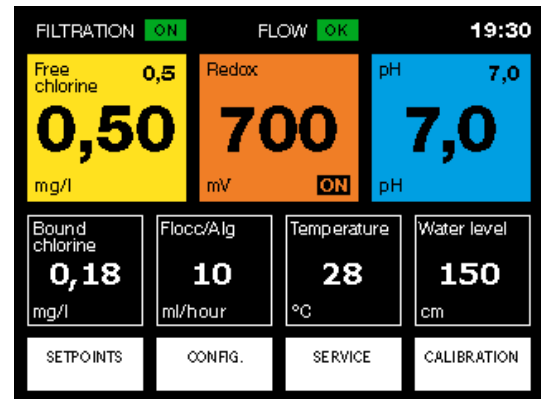 FILTRATION ON FLOW OK 19:30
Free chlorine 0,5
0,50
mg/l
Redox
700
mV ON
pH 7,0
7,0
pH
Bound
chlorine
0,18
mg/l
Flocc/Alg
10
ml/hour
Temperature
28
°C
Water level
150
cm
SETPOINTS CONFIG. SERVICE CALIBRATION